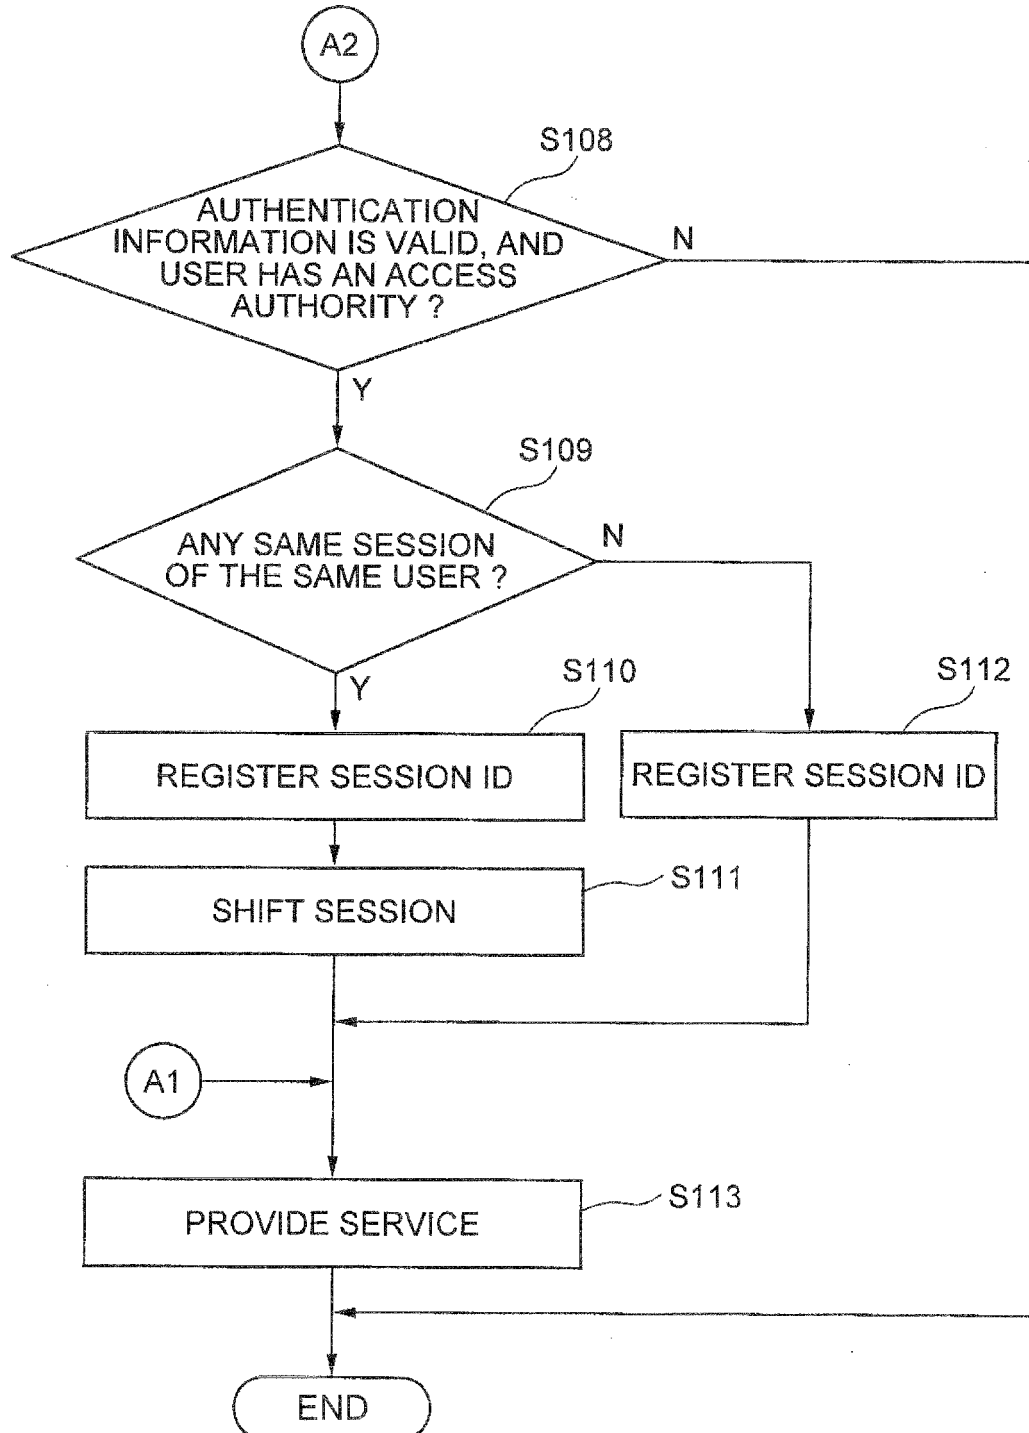 A2
S108
AUTHENTICATION
INFORMATION IS VALID, AND
USER HAS AN ACCESS
AUTHORITY ?
N
Y
S109
ANY SAME SESSION
OF THE SAME USER ?
N
Y
S110
S112
REGISTER SESSION ID
REGISTER SESSION ID
S111
SHIFT SESSION
A1
S113
PROVIDE SERVICE
END